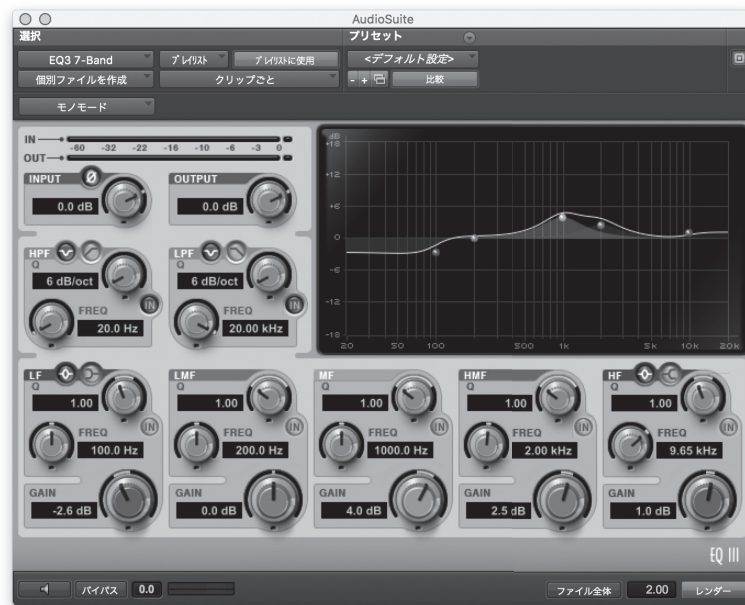 AudioSuite
選択 プリセット
EQ3 7-Band プレイリスト プレイリストに使用 <デフォルト設定>
個別ファイルを作成 クリップごと - + 比較
モノモード
IN
-60 -32 -22 -16 -10 -6 -3 0
OUT
INPUT Ø OUTPUT
0.0 dB 0.0 dB
HPF LPF
Q Q
6 dB/oct 6 dB/oct
IN IN
FREQ FREQ
20.0 Hz 20.00 kHz
dB
+18
+12
+6
0
-6
-12
-18
20 50 100 500 1k 5k 10k 20k
LF LMF MF HMF HF
Q Q Q Q Q
1.00 1.00 1.00 1.00 1.00
IN IN IN IN IN
FREQ FREQ FREQ FREQ FREQ
100.0 Hz 200.0 Hz 1000.0 Hz 2.00 kHz 9.65 kHz
GAIN GAIN GAIN GAIN GAIN
-2.6 dB 0.0 dB 4.0 dB 2.5 dB 1.0 dB
EQ III
バイパス 0.0 ファイル全体 2.00 レンダー